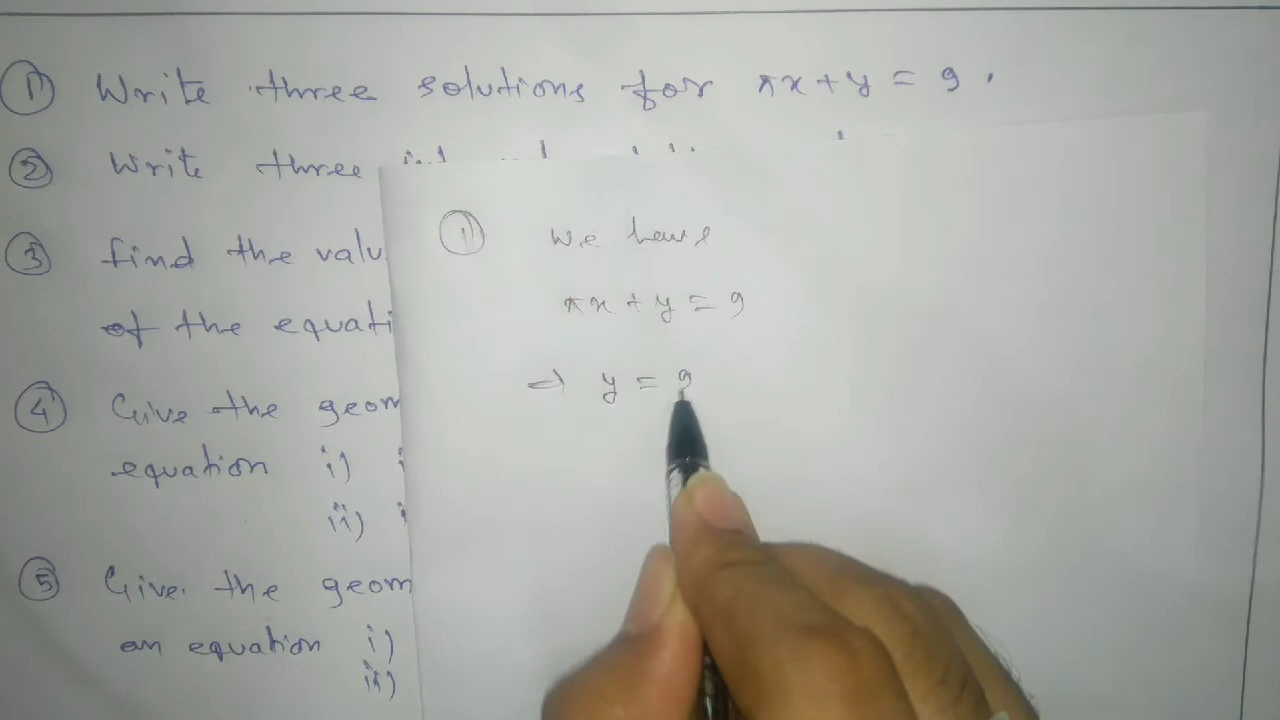 ① Write three solutions for πx + y = 9.
② Write three
③ find the valu
of the equati
④ Give the geom
equation i)
ii)
⑤ Give the geom
an equation i)
ii)
① We have
πx + y = 9
⇒ y = 9